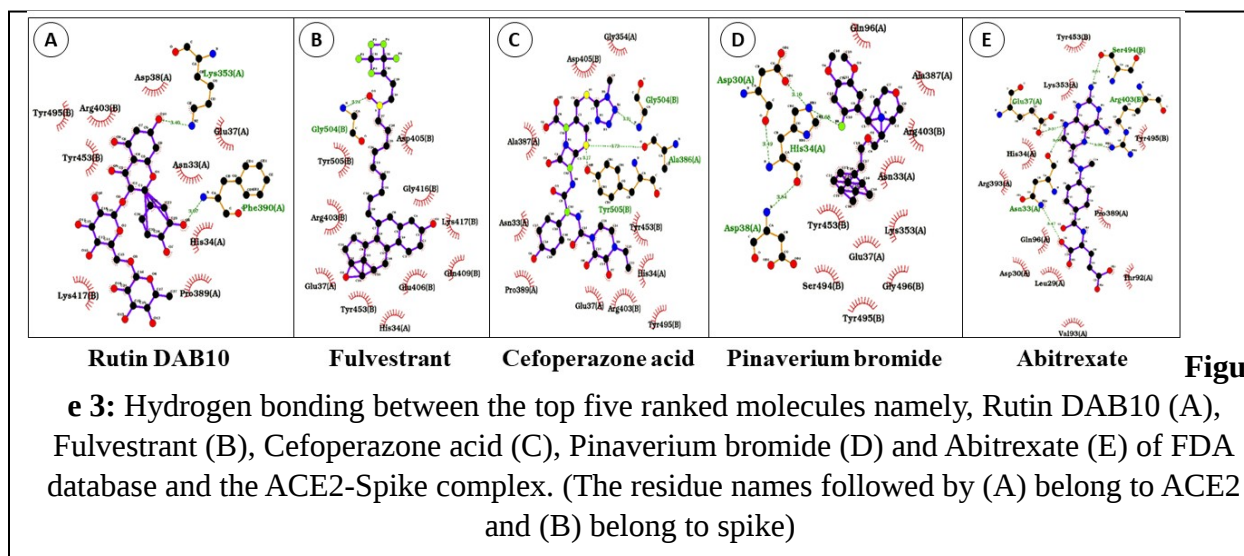 A
Lys353(A)
Asp38(A)
Tyr495(B)
Arg403(B)
Glu37(A)
Tyr453(B)
Asn33(A)
Phe390(A)
His34(A)
Lys417(B)
Pro389(A)
B
Gly504(B)
Asp405(B)
Tyr505(B)
Gly416(B)
Arg403(B)
Lys417(B)
Gln409(B)
Glu37(A)
Glu406(B)
Tyr453(B)
His34(A)
C
Gly354(A)
Asp405(B)
Gly504(B)
Ala387(A)
Ala386(A)
Tyr505(B)
Asn33(A)
Tyr453(B)
His34(A)
Pro389(A)
Glu37(A)
Arg403(B)
Tyr495(B)
D
Gln96(A)
Asp30(A)
Ala387(A)
Arg403(B)
His34(A)
Asn33(A)
Asp38(A)
Tyr453(B)
Lys353(A)
Glu37(A)
Ser494(B)
Gly496(B)
Tyr495(B)
E
Tyr453(B)
Ser494(B)
Lys353(A)
Glu37(A)
Arg403(B)
Tyr495(B)
His34(A)
Arg393(A)
Asn33(A)
Pro389(A)
Gln96(A)
Asp30(A)
Leu29(A)
Thr92(A)
Val93(A)
Rutin DAB10
Fulvestrant
Cefoperazone acid
Pinaverium bromide
Abitrexate
Figu
e 3: Hydrogen bonding between the top five ranked molecules namely, Rutin DAB10 (A),
Fulvestrant (B), Cefoperazone acid (C), Pinaverium bromide (D) and Abitrexate (E) of FDA
database and the ACE2-Spike complex. (The residue names followed by (A) belong to ACE2
and (B) belong to spike)